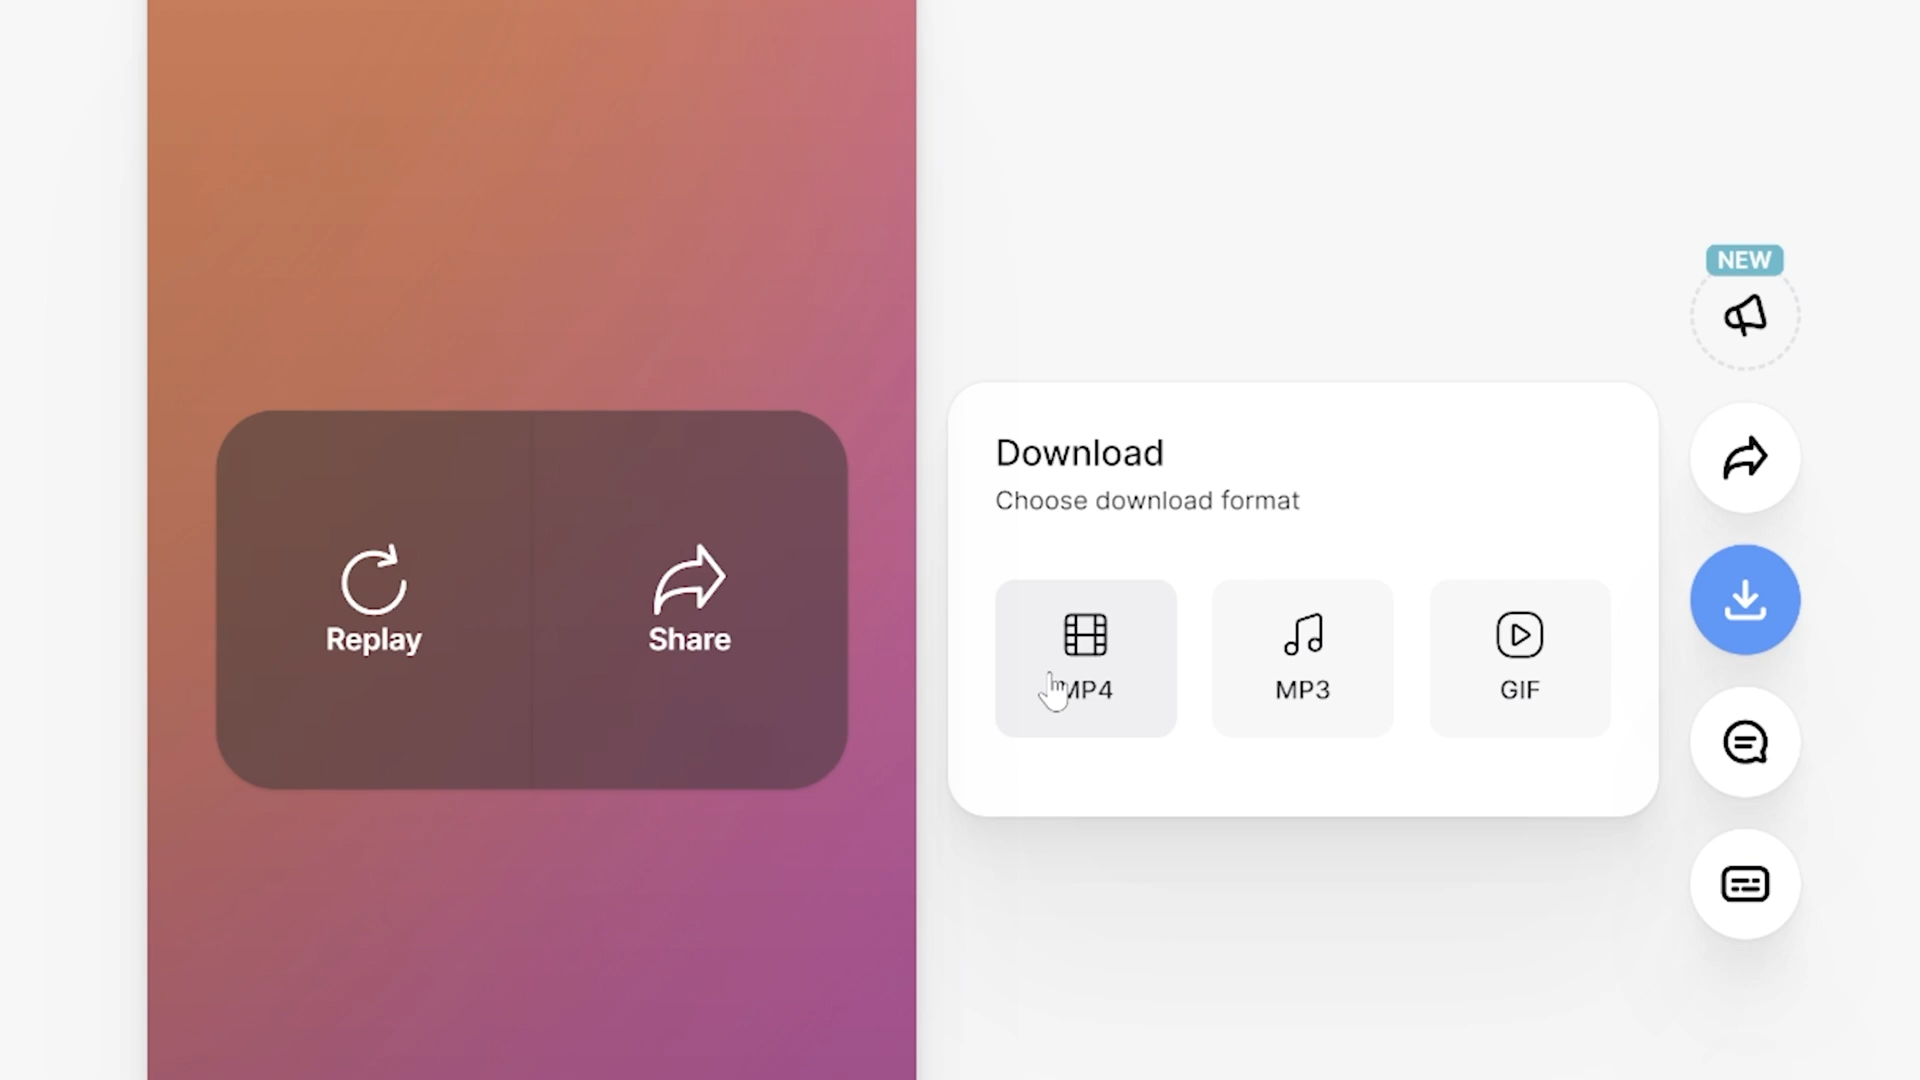 NEW
Download
Choose download format
Replay
Share
MP4
MP3
GIF